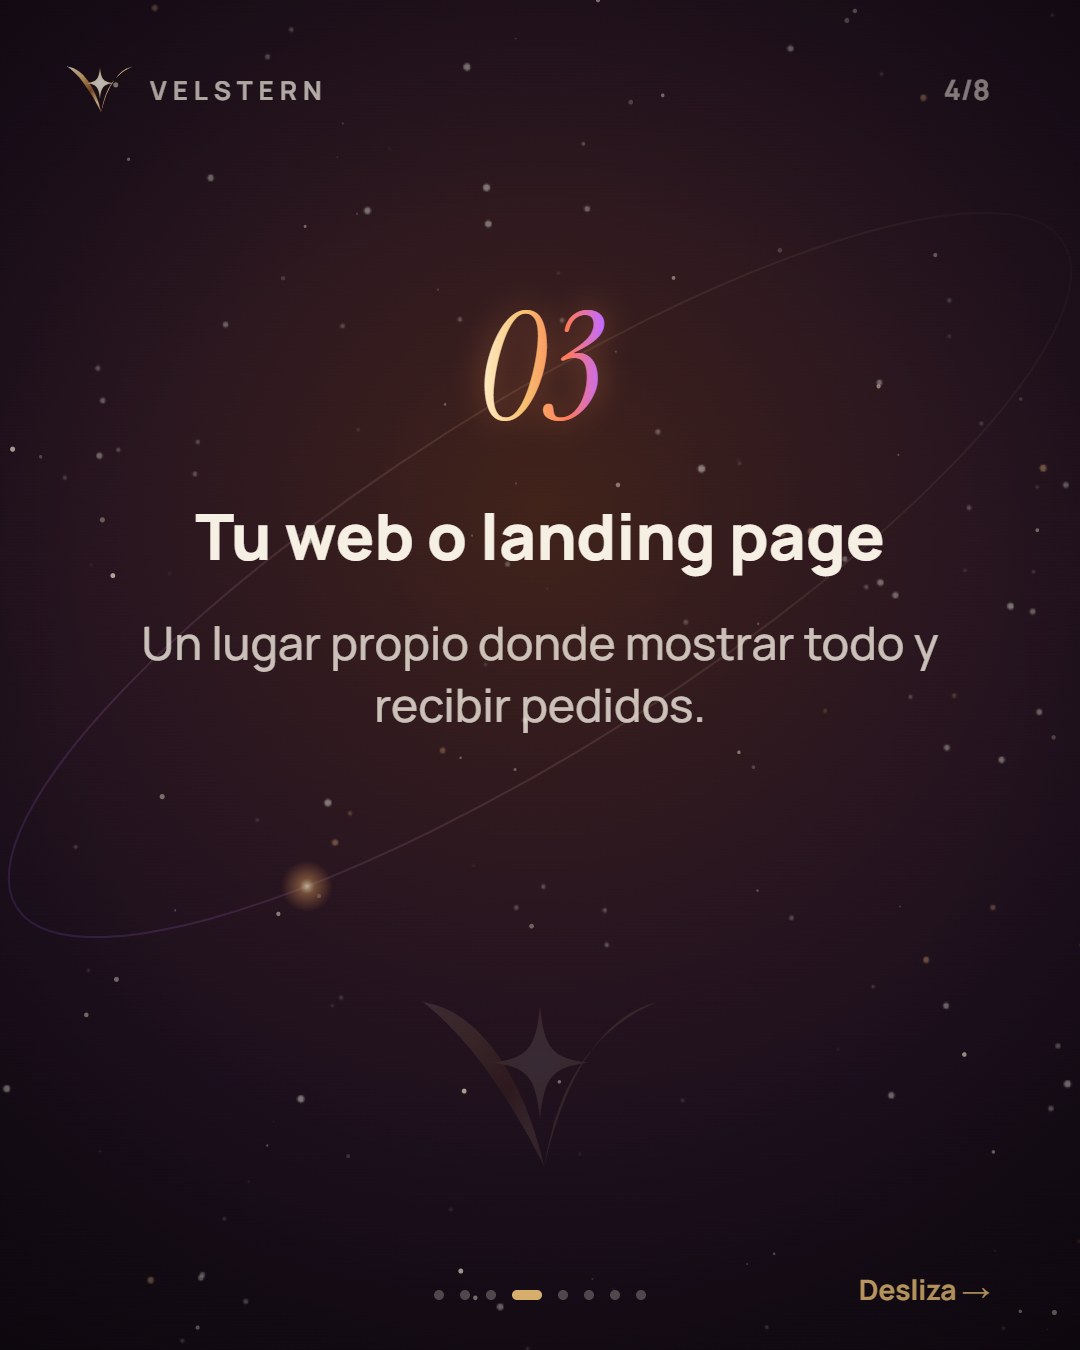 VELSTERN
4/8
03
Tu web o landing page
Un lugar propio donde mostrar todo y
recibir pedidos.
Desliza →